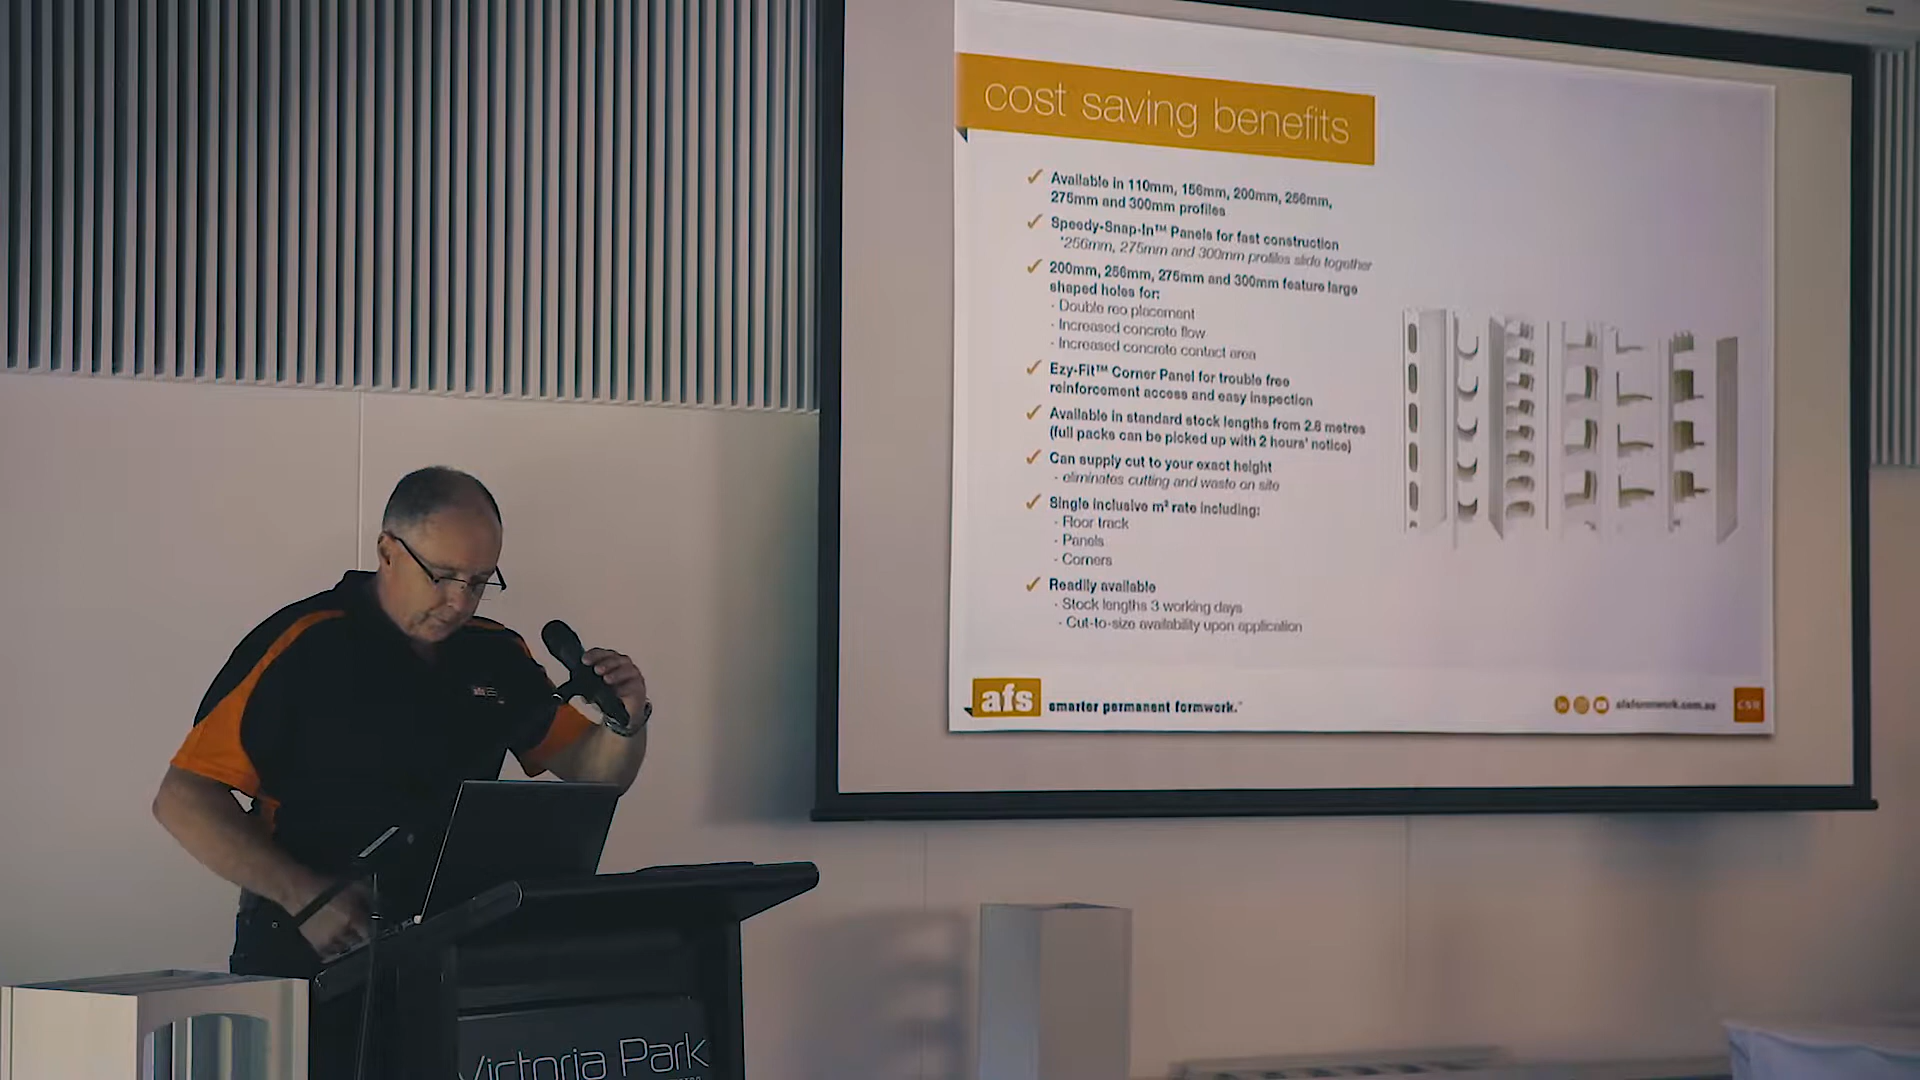 cost saving benefits
✓ Available in 110mm, 156mm, 200mm, 256mm,
275mm and 300mm profiles
✓ Speedy-Snap-In™ Panels for fast construction
*256mm, 275mm and 300mm profiles slide together
✓ 200mm, 256mm, 275mm and 300mm feature large
shaped holes for:
- Double reo placement
- Increased concrete flow
- Increased concrete contact area
✓ Ezy-Fit™ Corner Panel for trouble free
reinforcement access and easy inspection
✓ Available in standard stock lengths from 2.6 metres
(full packs can be picked up with 2 hours' notice)
✓ Can supply cut to your exact height
- eliminates cutting and waste on site
✓ Single inclusive m² rate including:
- Floor track
- Panels
- Corners
✓ Readily available
- Stock lengths 3 working days
- Cut-to-size availability upon application
afs smarter permanent formwork.™
afsformwork.com.au
CSR
Victoria Park